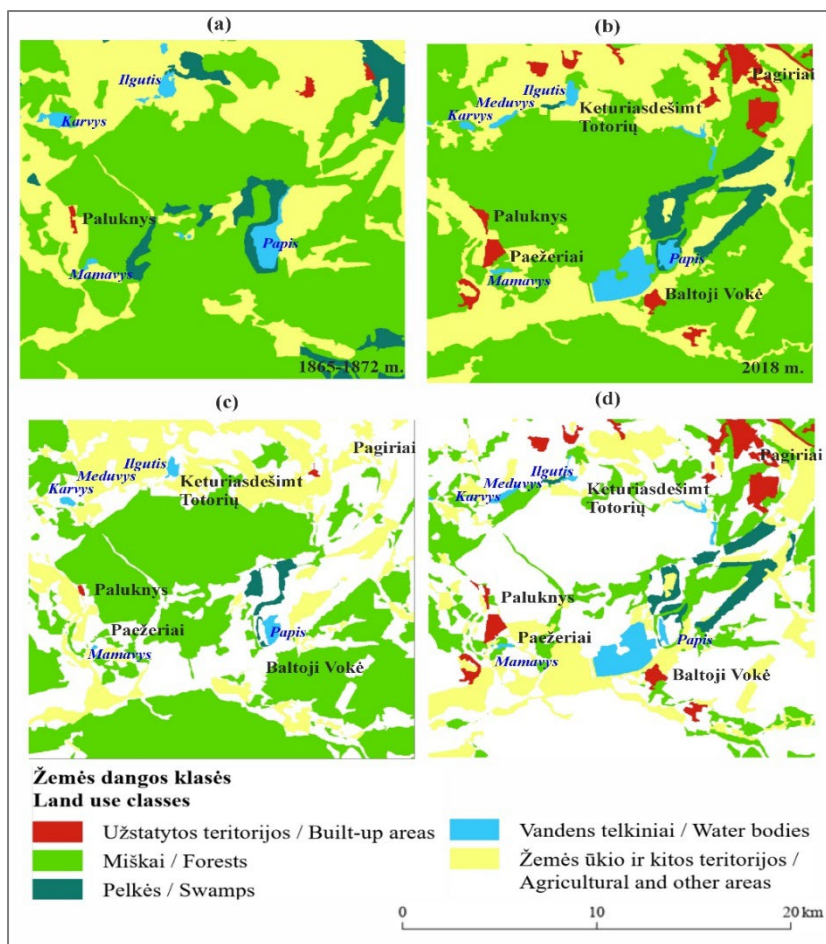 (a)
Ilgutis
Karvys
Paluknys
Papis
Mamavys
1865-1872 m.
(b)
Pagiriai
Ilgutis
Meduvys
Karvys
Keturiasdešimt
Totorių
Paluknys
Paežeriai
Papis
Mamavys
Baltoji Vokė
2018 m.
(c)
Pagiriai
Ilgutis
Meduvys
Karvys
Keturiasdešimt
Totorių
Paluknys
Paežeriai
Papis
Mamavys
Baltoji Vokė
(d)
Pagiriai
Ilgutis
Meduvys
Karvys
Keturiasdešimt
Totorių
Paluknys
Paežeriai
Papis
Mamavys
Baltoji Vokė
Žemės dangos klasės
Land use classes
Užstatytos teritorijos / Built-up areas
Miškai / Forests
Pelkės / Swamps
Vandens telkiniai / Water bodies
Žemės ūkio ir kitos teritorijos /
Agricultural and other areas
0 10 20 km